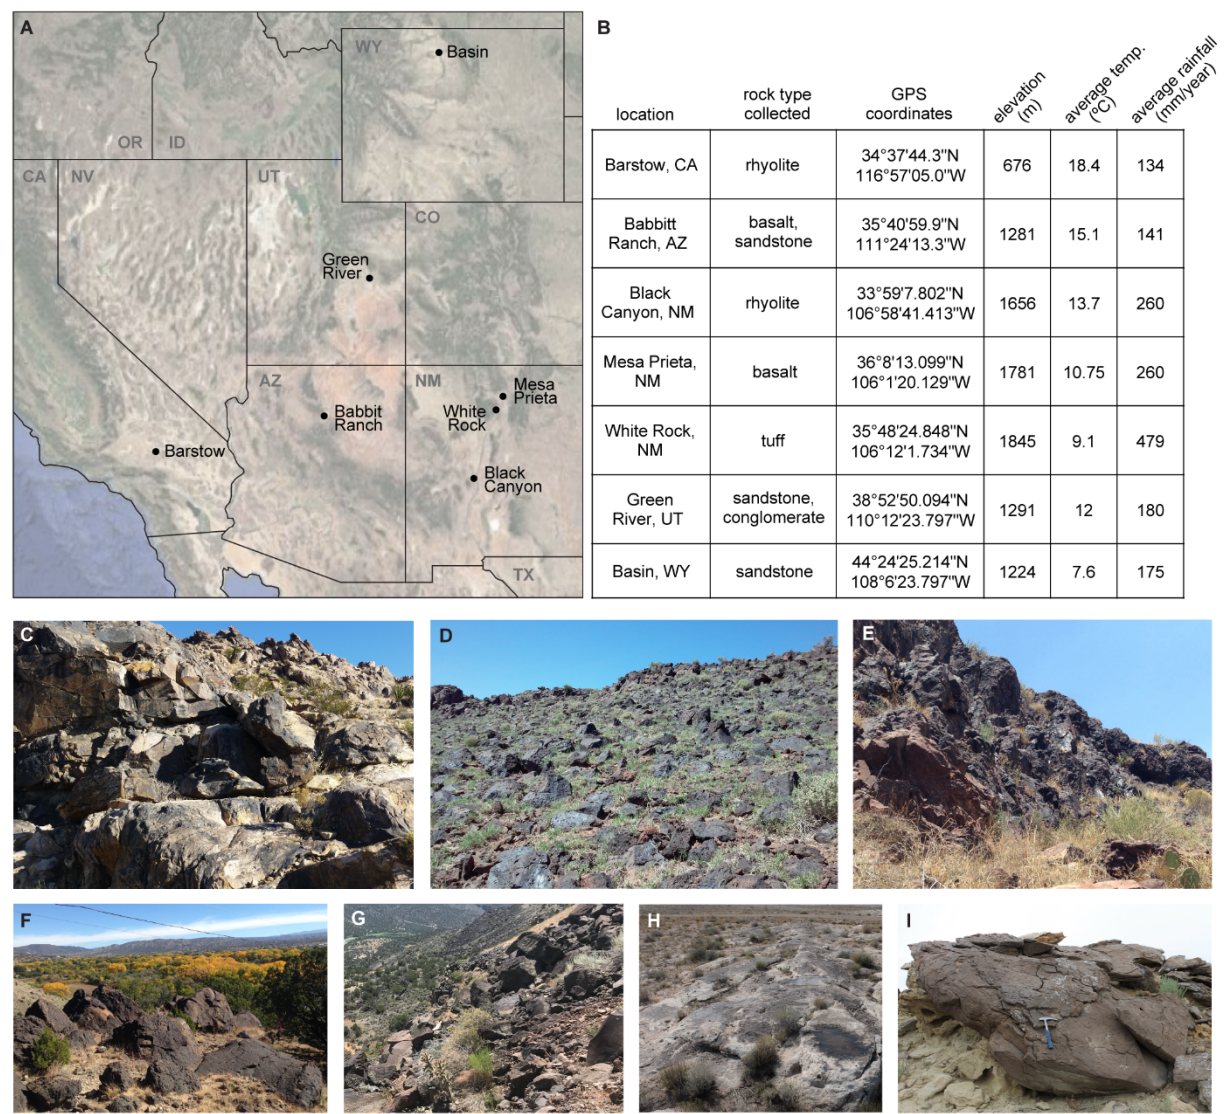 A
WY
Basin
OR
ID
CA
NV
UT
CO
Green
River
AZ
NM
Mesa
Prieta
White
Rock
Babbit
Ranch
Barstow
Black
Canyon
TX
B
location
rock type
collected
GPS
coordinates
elevation
(m)
average temp.
(ºC)
average rainfall
(mm/year)
Barstow, CA
rhyolite
34°37'44.3"N
116°57'05.0"W
676
18.4
134
Babbitt
Ranch, AZ
basalt,
sandstone
35°40'59.9"N
111°24'13.3"W
1281
15.1
141
Black
Canyon, NM
rhyolite
33°59'7.802"N
106°58'41.413"W
1656
13.7
260
Mesa Prieta,
NM
basalt
36°8'13.099"N
106°1'20.129"W
1781
10.75
260
White Rock,
NM
tuff
35°48'24.848"N
106°12'1.734"W
1845
9.1
479
Green
River, UT
sandstone,
conglomerate
38°52'50.094"N
110°12'23.797"W
1291
12
180
Basin, WY
sandstone
44°24'25.214"N
108°6'23.797"W
1224
7.6
175
C
D
E
F
G
H
I